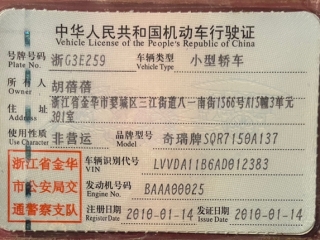 中华人民共和国机动车行驶证
Vehicle License of the People's Republic of China
号牌号码 浙G3E259 车辆类型 小型轿车
Plate No. Vehicle Type
所有人 胡蓓蓓
Owner
住址 浙江省金华市婺城区三江街道八一南街1566号A15幢3单元301室
Address
使用性质 非营运 品牌型号 奇瑞牌SQR7150A137
Use Character Model
浙江省金华市公安局交通警察支队
车辆识别代号 LVVDA11B6AD012383
VIN
发动机号码 BAAA00025
Engine No.
注册日期 2010-01-14 发证日期 2010-01-14
Register Date Issue Date